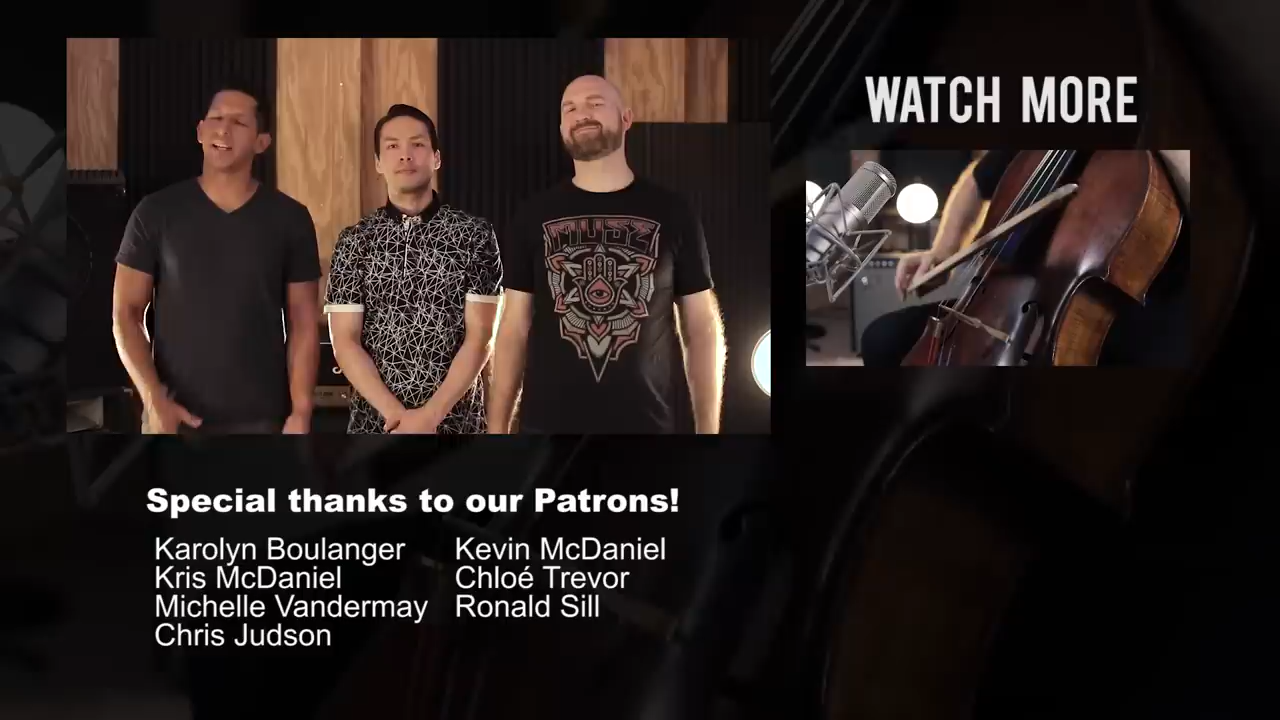 WATCH MORE
MUSE
Special thanks to our Patrons!
Karolyn Boulanger
Kris McDaniel
Michelle Vandermay
Chris Judson
Kevin McDaniel
Chloé Trevor
Ronald Sill